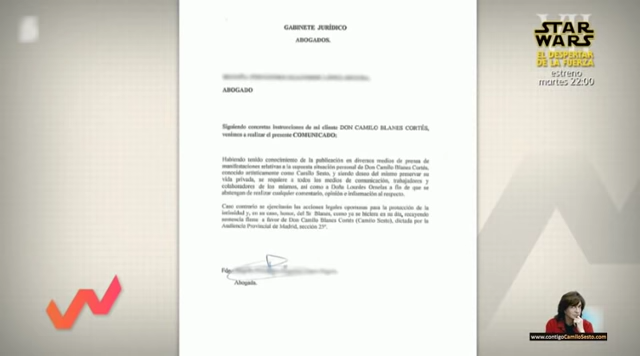 GABINETE JURÍDICO
ABOGADOS.
ABOGADO
Siguiendo concretas instrucciones de mi cliente DON CAMILO BLANES CORTÉS,
venimos a realizar el presente COMUNICADO:
Habiendo tenido conocimiento de la publicación en diversos medios de prensa de
manifestaciones relativas a la supuesta situación personal de Don Camilo Blanes Cortés,
conocido artísticamente como Camilo Sesto, y siendo deseo del mismo preservar su
vida privada, se requiere a todos los medios de comunicación, trabajadores y
colaboradores de los mismos, así como a Doña Lourdes Ornelas a fin de que se
abstengan de realizar cualquier comentario, opinión e información al respecto.
Caso contrario se ejercitarán las acciones legales oportunas para la protección de la
intimidad y, en su caso, honor, del Sr. Blanes, como ya se hiciera en su día, recayendo
sentencia firme a favor de Don Camilo Blanes Cortés (Camilo Sesto), dictada por la
Audiencia Provincial de Madrid, sección 25ª.
Fdo.
Abogada.
VII
STAR
WARS
EL DESPERTAR
DE LA FUERZA
estreno
martes 22:00
www.contigoCamiloSesto.com